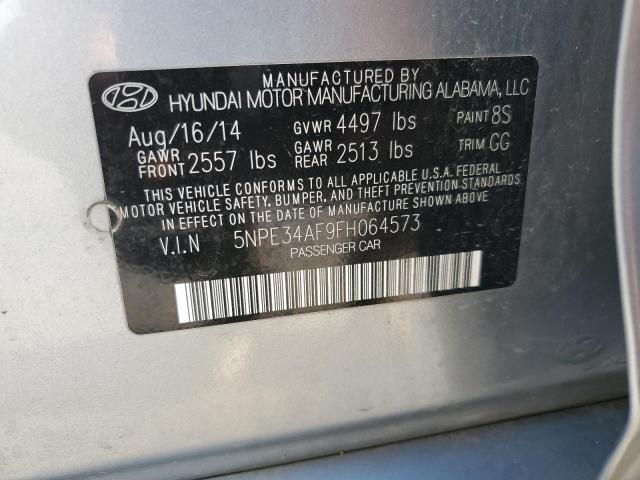 MANUFACTURED BY
HYUNDAI MOTOR MANUFACTURING ALABAMA, LLC
Aug/16/14 GVWR 4497 lbs PAINT 8S
GAWR FRONT 2557 lbs GAWR REAR 2513 lbs TRIM GG
THIS VEHICLE CONFORMS TO ALL APPLICABLE U.S.A. FEDERAL
MOTOR VEHICLE SAFETY, BUMPER, AND THEFT PREVENTION STANDARDS
IN EFFECT ON THE DATE OF MANUFACTURE SHOWN ABOVE
V.I.N 5NPE34AF9FH064573
PASSENGER CAR